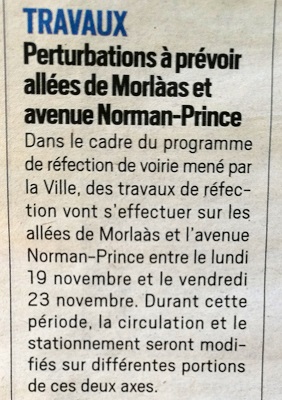 TRAVAUX
Perturbations à prévoir
allées de Morlàas et
avenue Norman-Prince
Dans le cadre du programme
de réfection de voirie mené par
la Ville, des travaux de réfec-
tion vont s'effectuer sur les
allées de Morlaàs et l'avenue
Norman-Prince entre le lundi
19 novembre et le vendredi
23 novembre. Durant cette
période, la circulation et le
stationnement seront modi-
fiés sur différentes portions
de ces deux axes.